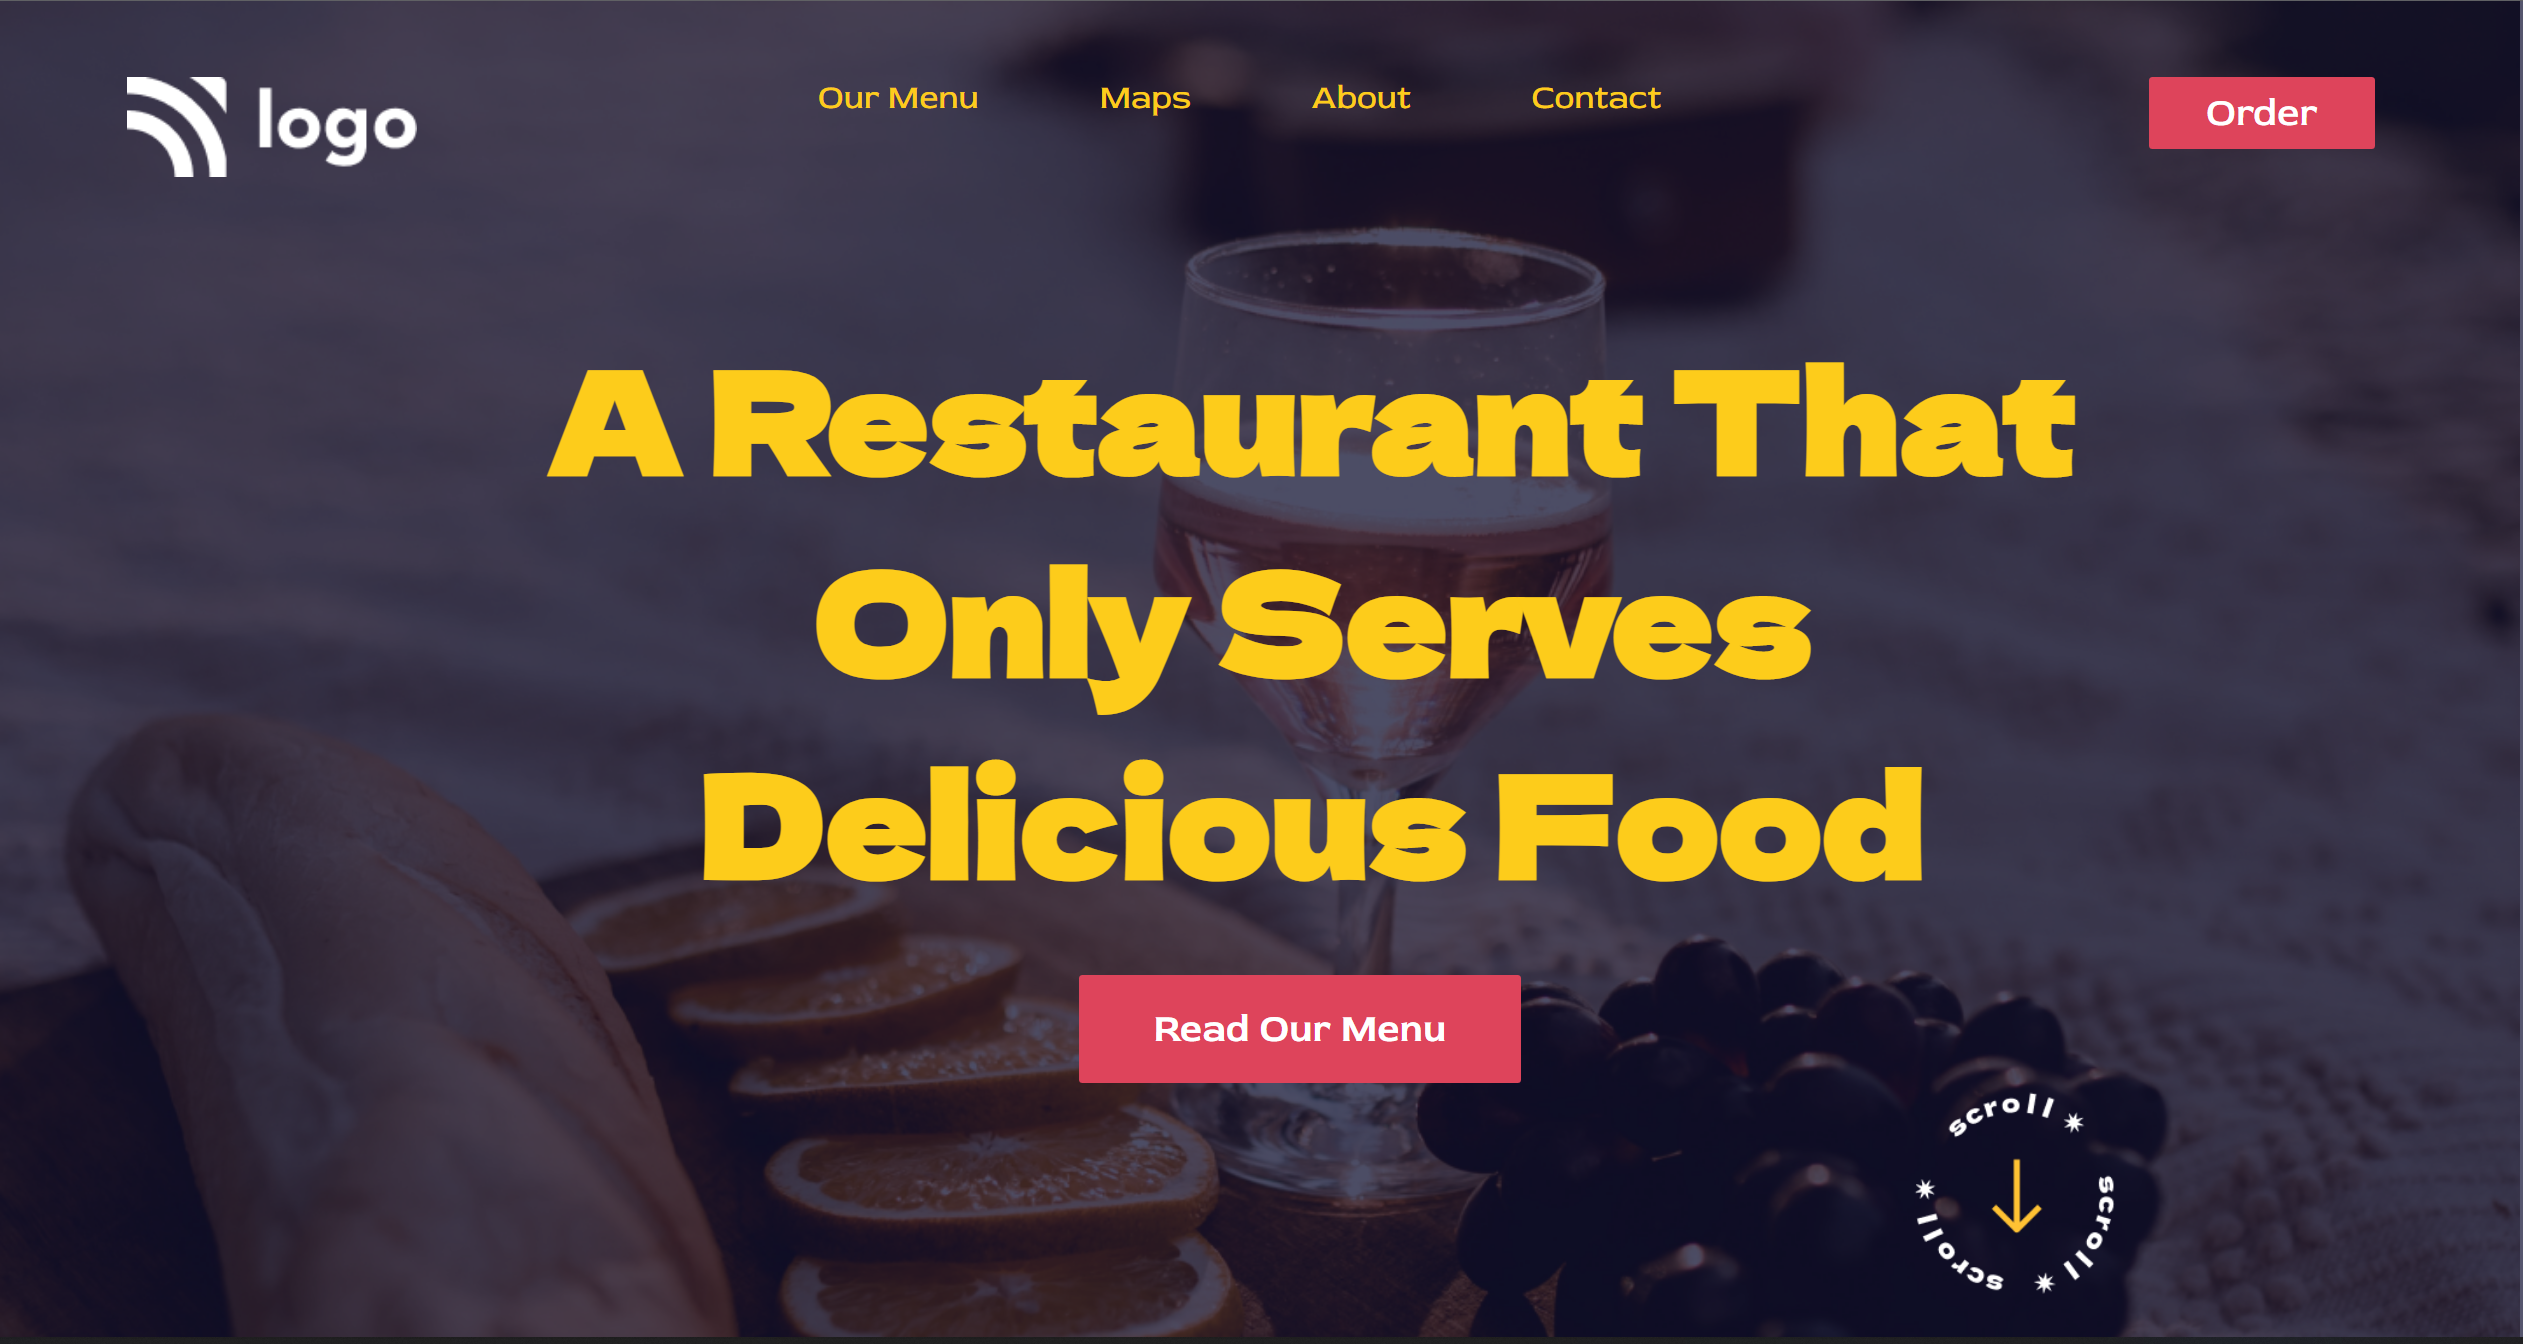 logo
Our Menu Maps About Contact
Order
A Restaurant That
Only Serves
Delicious Food
Read Our Menu
scroll * scroll * scroll *